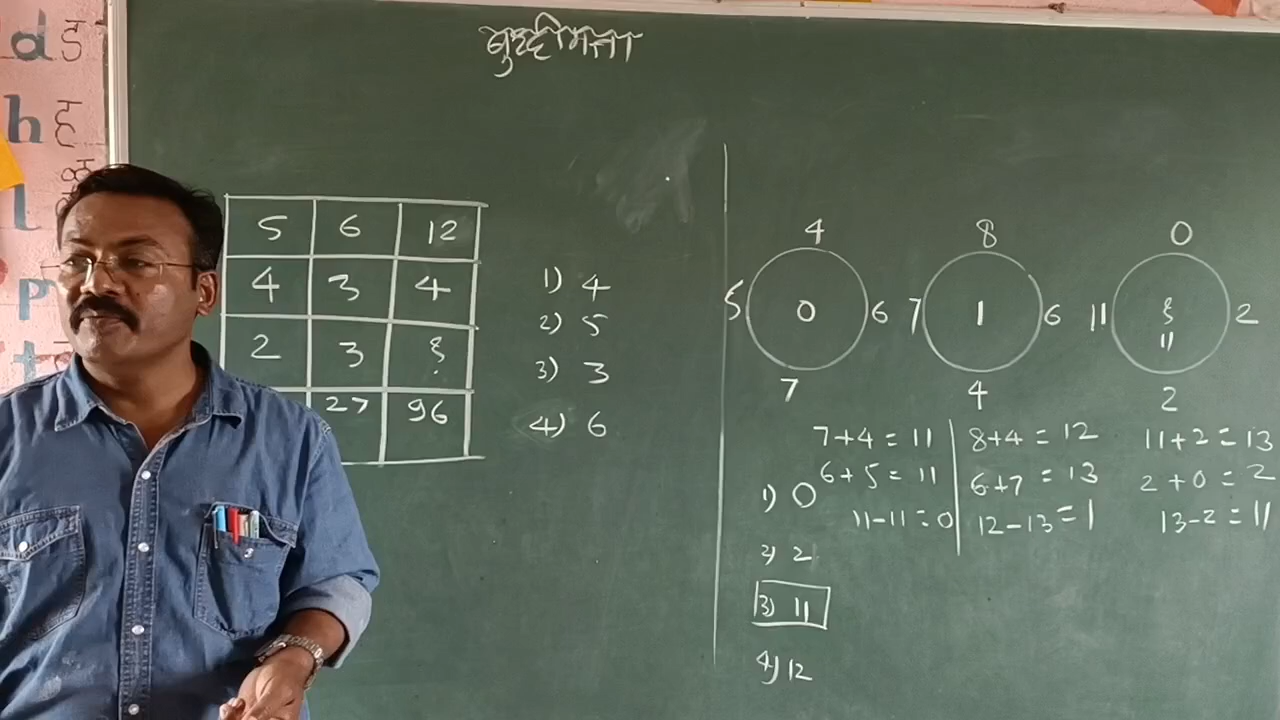 बुध्दीमत्ता
d ड
h ह
ळ
l
p
t
5 6 12
4 3 4
2 3 ?
27 96
1) 4
2) 5
3) 3
4) 6
4
5 0 6
7
8
7 1 6
4
0
11 ? 2
11
2
7+4 = 11
6+5 = 11
11-11 = 0
8+4 = 12
6+7 = 13
12-13 = 1
11+2 = 13
2+0 = 2
13-2 = 11
1) 0
2) 2
3) 11
4) 12